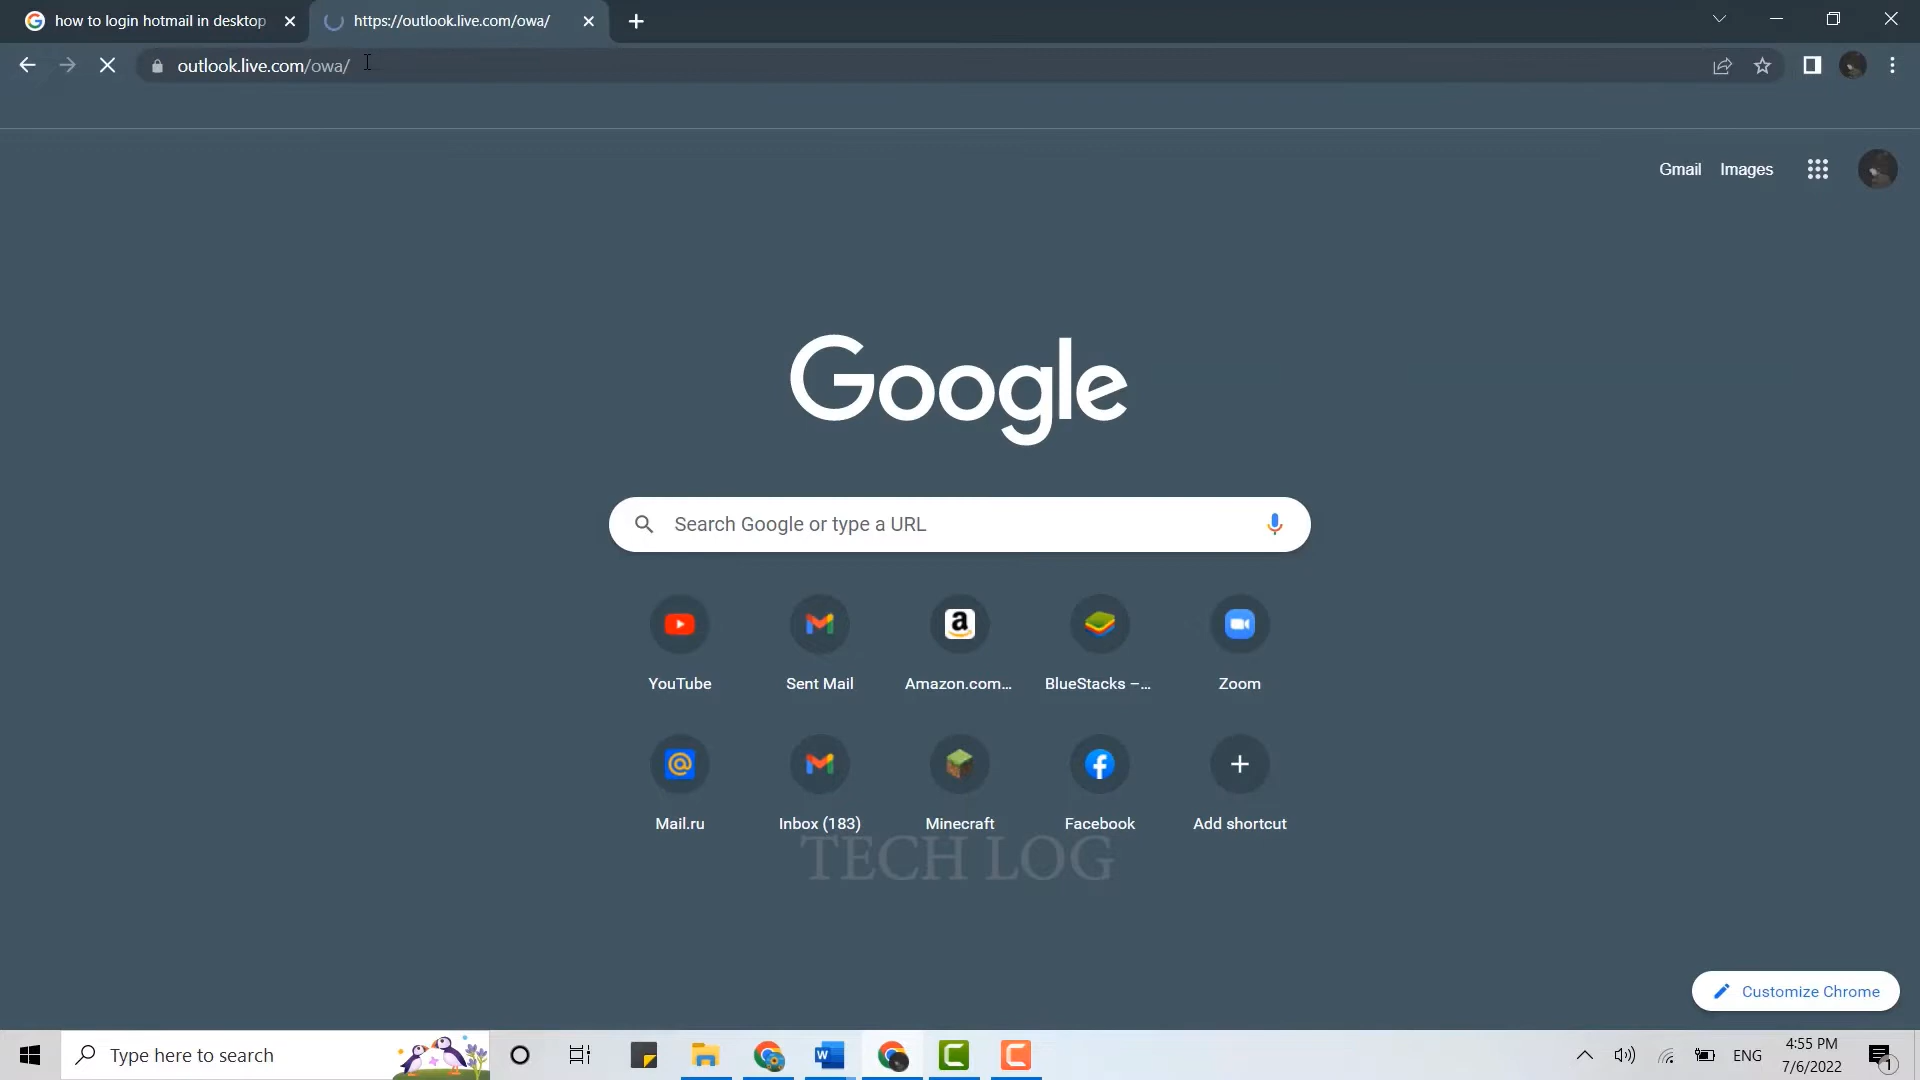 how to login hotmail in desktop
https://outlook.live.com/owa/
outlook.live.com/owa/
Gmail Images
Google
Search Google or type a URL
YouTube Sent Mail Amazon.com... BlueStacks –... Zoom
Mail.ru Inbox (183) Minecraft Facebook Add shortcut
TECH LOG
Customize Chrome
Type here to search
ENG
4:55 PM
7/6/2022
1